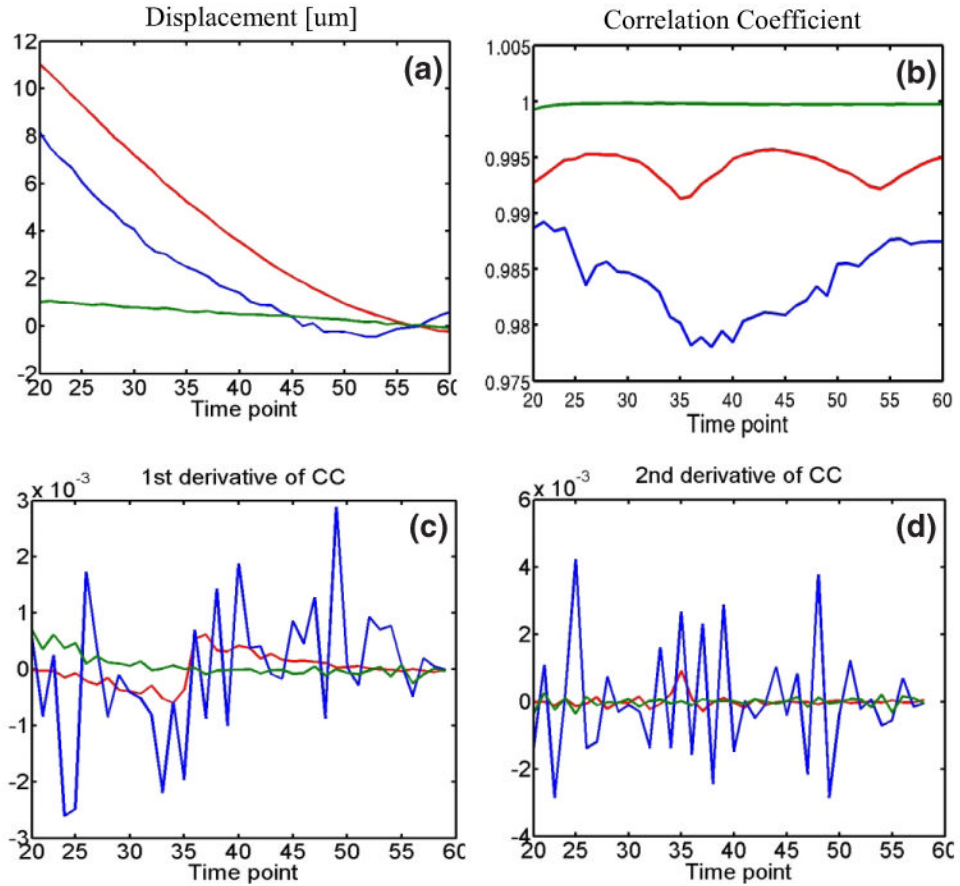 Displacement [um]
(a)
12
10
8
6
4
2
0
-2
20 25 30 35 40 45 50 55 60
Time point
Correlation Coefficient
(b)
1.005
1
0.995
0.99
0.985
0.98
0.975
20 25 30 35 40 45 50 55 60
Time point
1st derivative of CC
x 10-3
(c)
3
2
1
0
-1
-2
-3
20 25 30 35 40 45 50 55 60
Time point
2nd derivative of CC
x 10-3
(d)
6
4
2
0
-2
-4
20 25 30 35 40 45 50 55 60
Time point